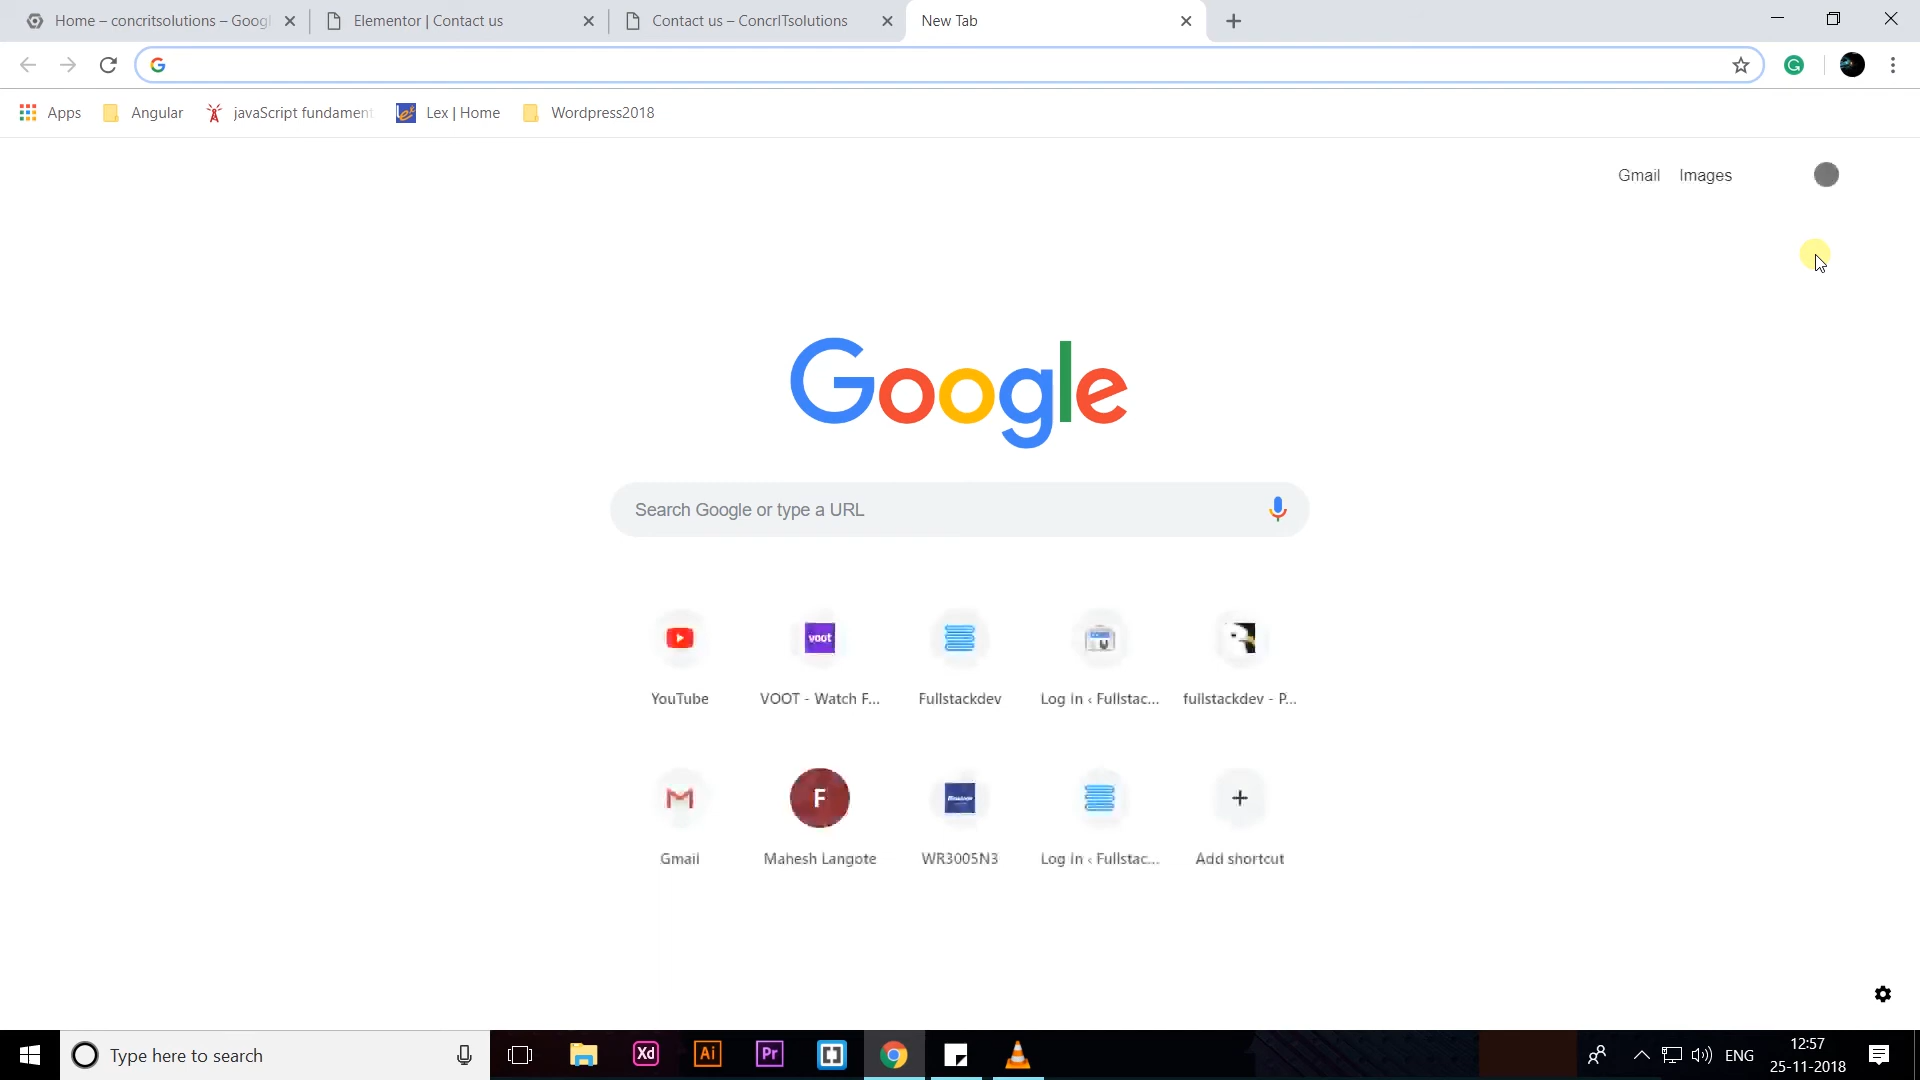 Home – concritsolutions – Googl
Elementor | Contact us
Contact us – ConcrITsolutions
New Tab
Apps
Angular
javaScript fundament
Lex | Home
Wordpress2018
Gmail
Images
Google
Search Google or type a URL
YouTube
voot
VOOT - Watch F...
Fullstackdev
Log In ‹ Fullstac...
fullstackdev - P...
Gmail
F
Mahesh Langote
WR3005N3
Log In ‹ Fullstac...
Add shortcut
Type here to search
Xd
Ai
Pr
ENG
12:57
25-11-2018